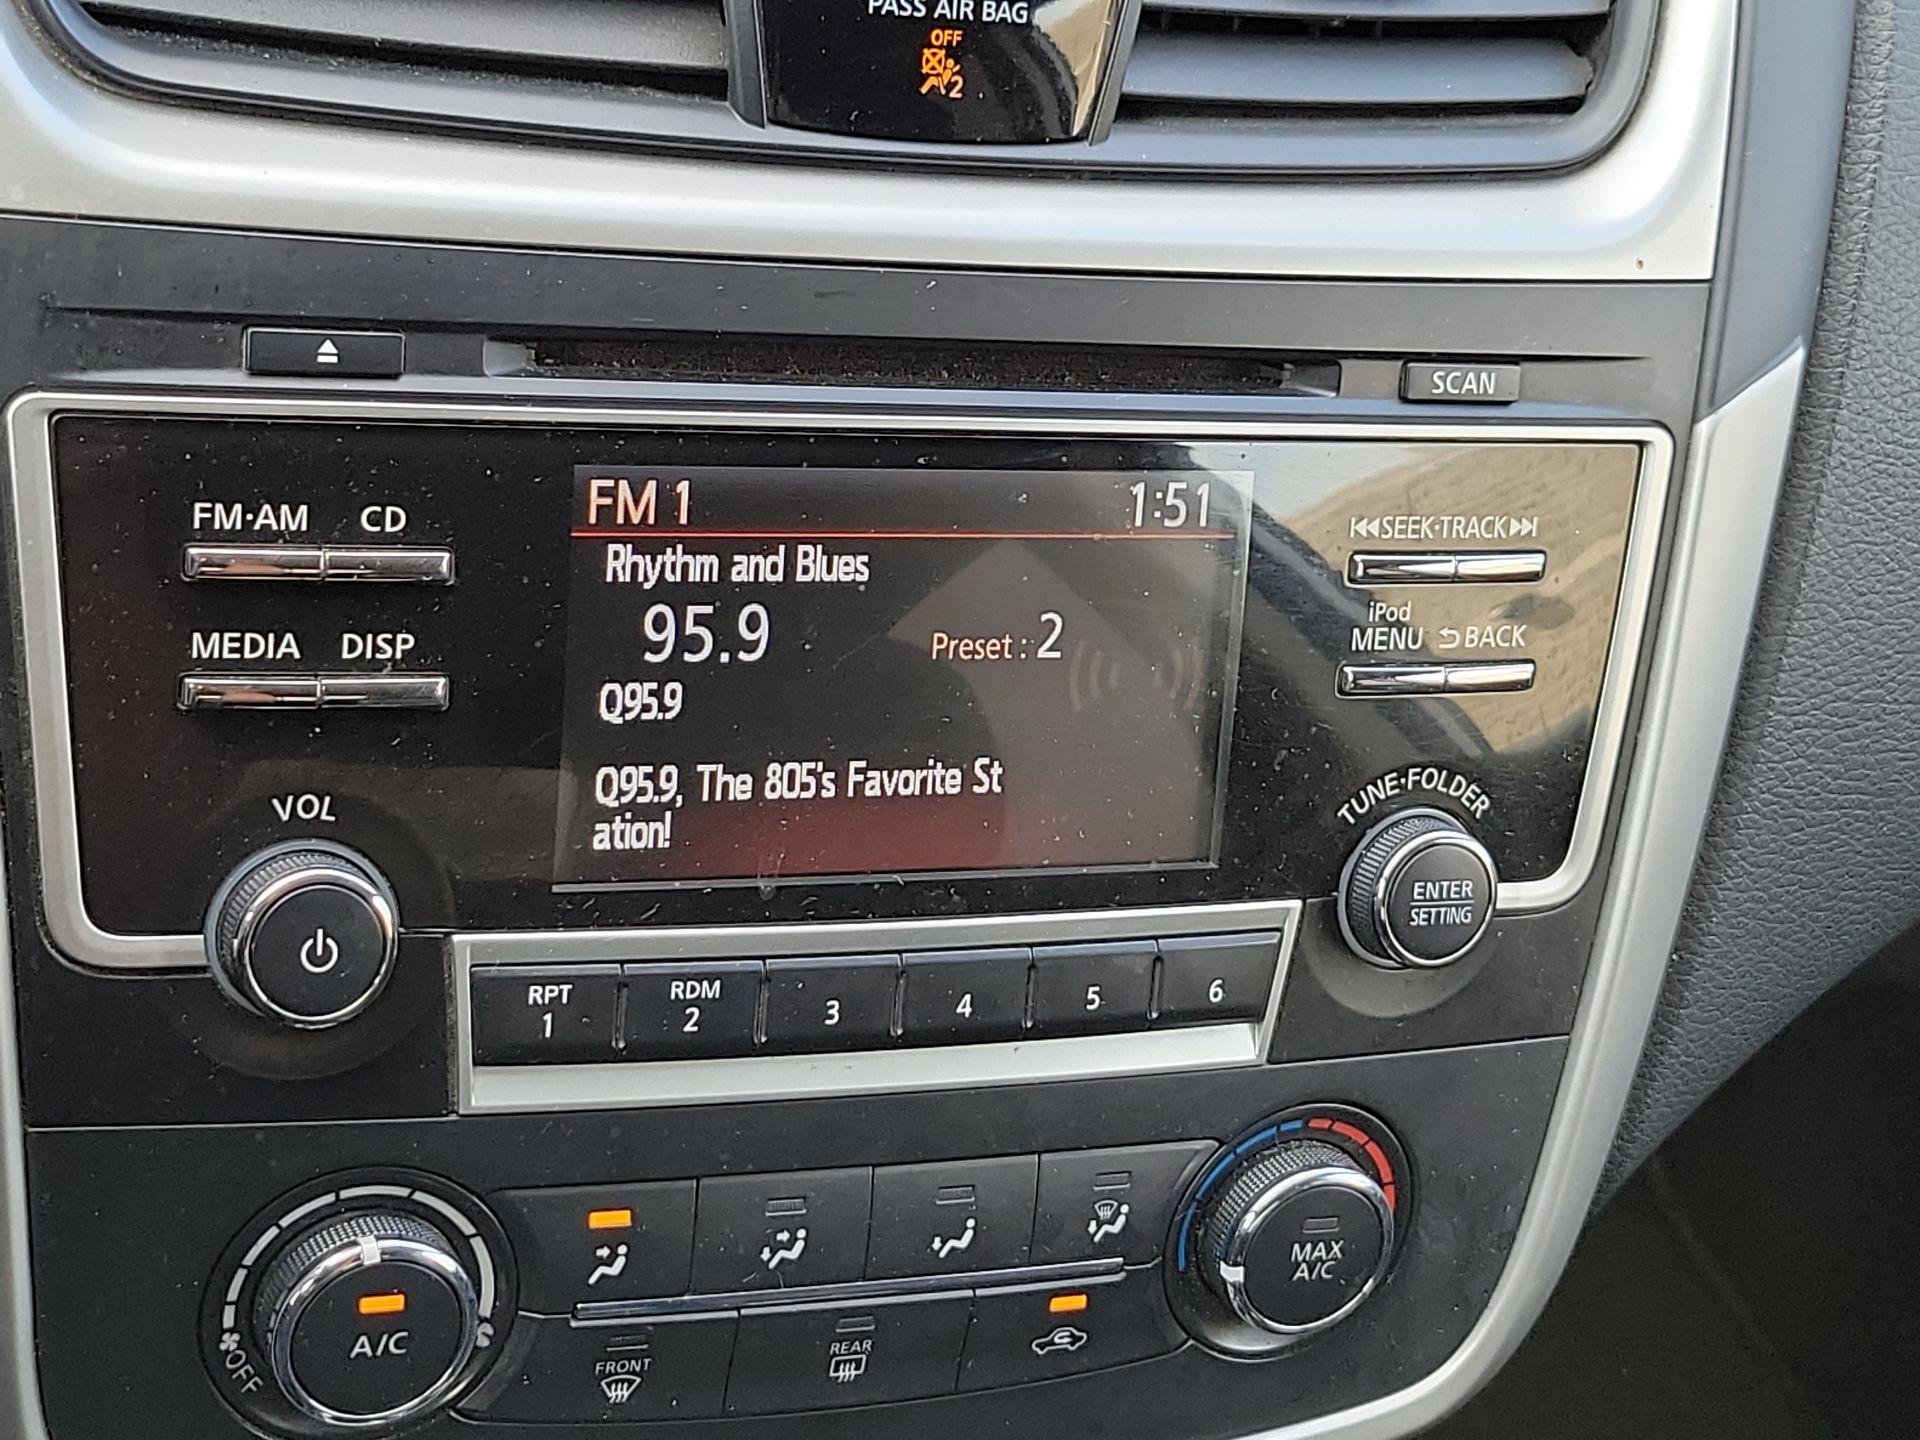 PASS AIR BAG
OFF
2
SCAN
FM·AM CD
FM 1 1:51
SEEK·TRACK
Rhythm and Blues
95.9 Preset : 2
iPod
MEDIA DISP
MENU BACK
Q95.9
Q95.9, The 805's Favorite St
ation!
VOL
TUNE·FOLDER
ENTER
SETTING
RPT
1
RDM
2
3
4
5
6
MAX
A/C
A/C
OFF
FRONT
REAR